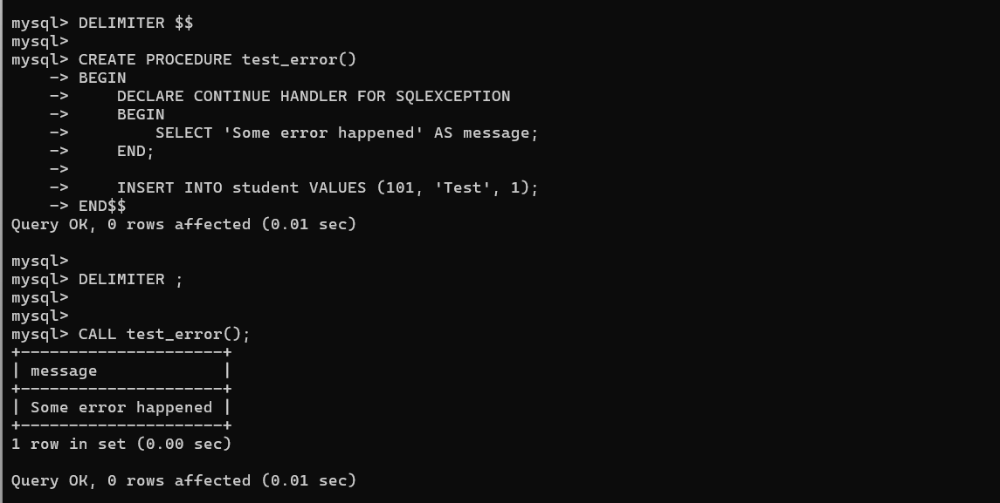 mysql> DELIMITER $$
mysql>
mysql> CREATE PROCEDURE test_error()
    -> BEGIN
    ->     DECLARE CONTINUE HANDLER FOR SQLEXCEPTION
    ->     BEGIN
    ->         SELECT 'Some error happened' AS message;
    ->     END;
    ->
    ->     INSERT INTO student VALUES (101, 'Test', 1);
    -> END$$
Query OK, 0 rows affected (0.01 sec)

mysql>
mysql> DELIMITER ;
mysql>
mysql>
mysql> CALL test_error();
+---------------------+
| message             |
+---------------------+
| Some error happened |
+---------------------+
1 row in set (0.00 sec)

Query OK, 0 rows affected (0.01 sec)